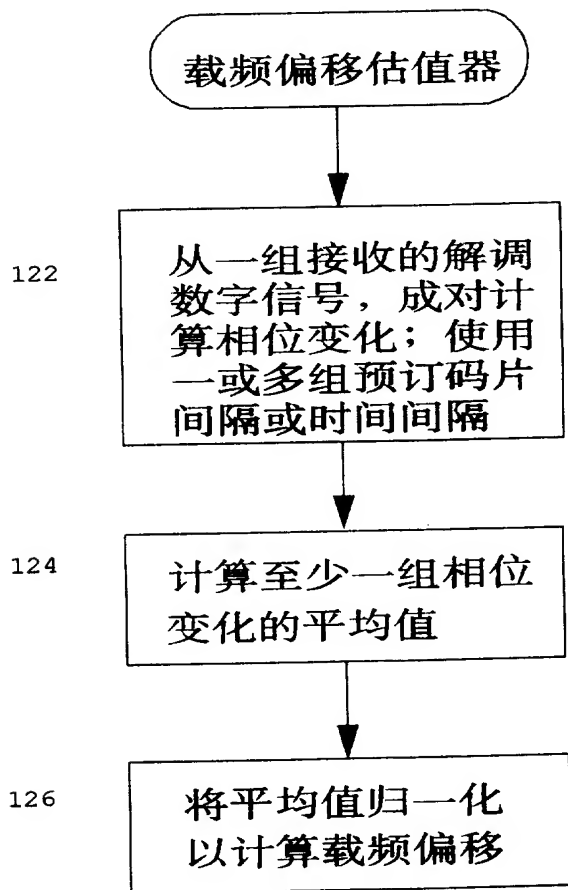 载频偏移估值器
122
从一组接收的解调
数字信号，成对计
算相位变化；使用
一或多组预订码片
间隔或时间间隔
124
计算至少一组相位
变化的平均值
126
将平均值归一化
以计算载频偏移